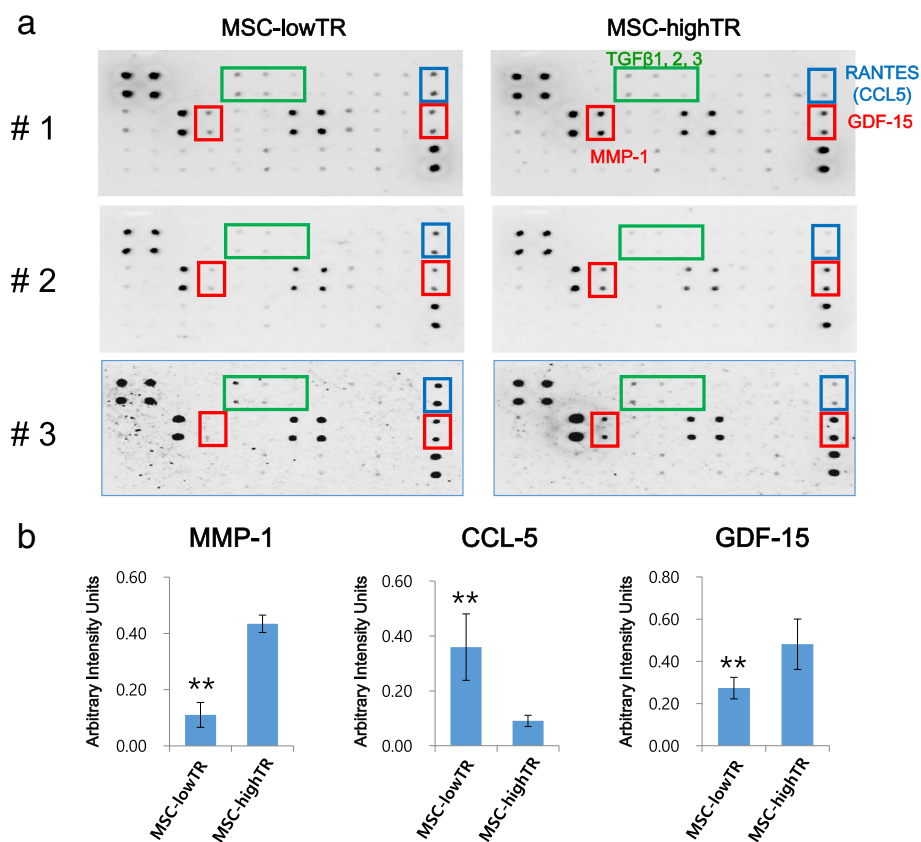 a
MSC-lowTR
MSC-highTR
TGFβ1, 2, 3
RANTES
(CCL5)
# 1
GDF-15
MMP-1
# 2
# 3
b
MMP-1
CCL-5
GDF-15
Arbitrary Intensity Units
0.60
0.40
0.20
0.00
**
MSC-lowTR
MSC-highTR
Arbitrary Intensity Units
0.60
0.40
0.20
0.00
**
MSC-lowTR
MSC-highTR
Arbitrary Intensity Units
0.80
0.60
0.40
0.20
0.00
**
MSC-lowTR
MSC-highTR